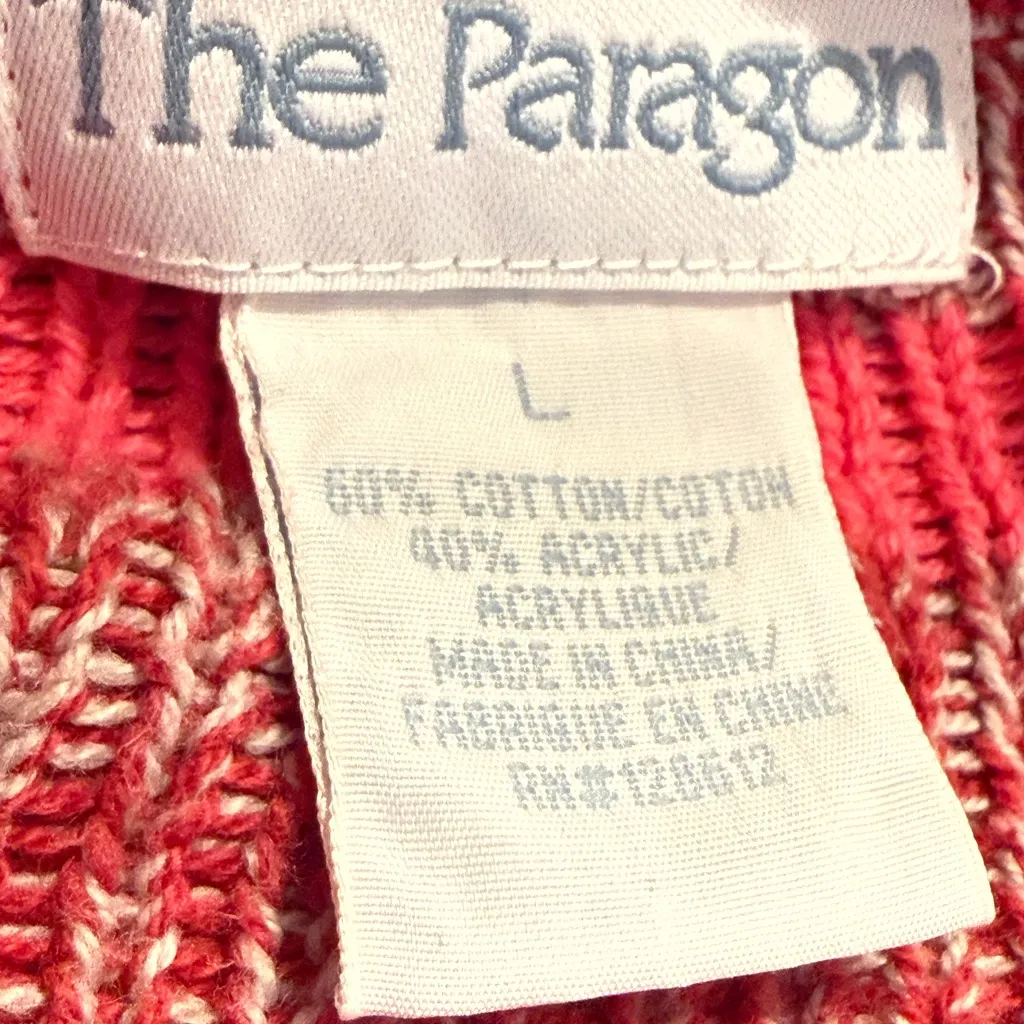 The Paragon
L
60% COTTON/COTON
40% ACRYLIC/
ACRYLIQUE
MADE IN CHINA/
FABRIQUE EN CHINE
RN#120612